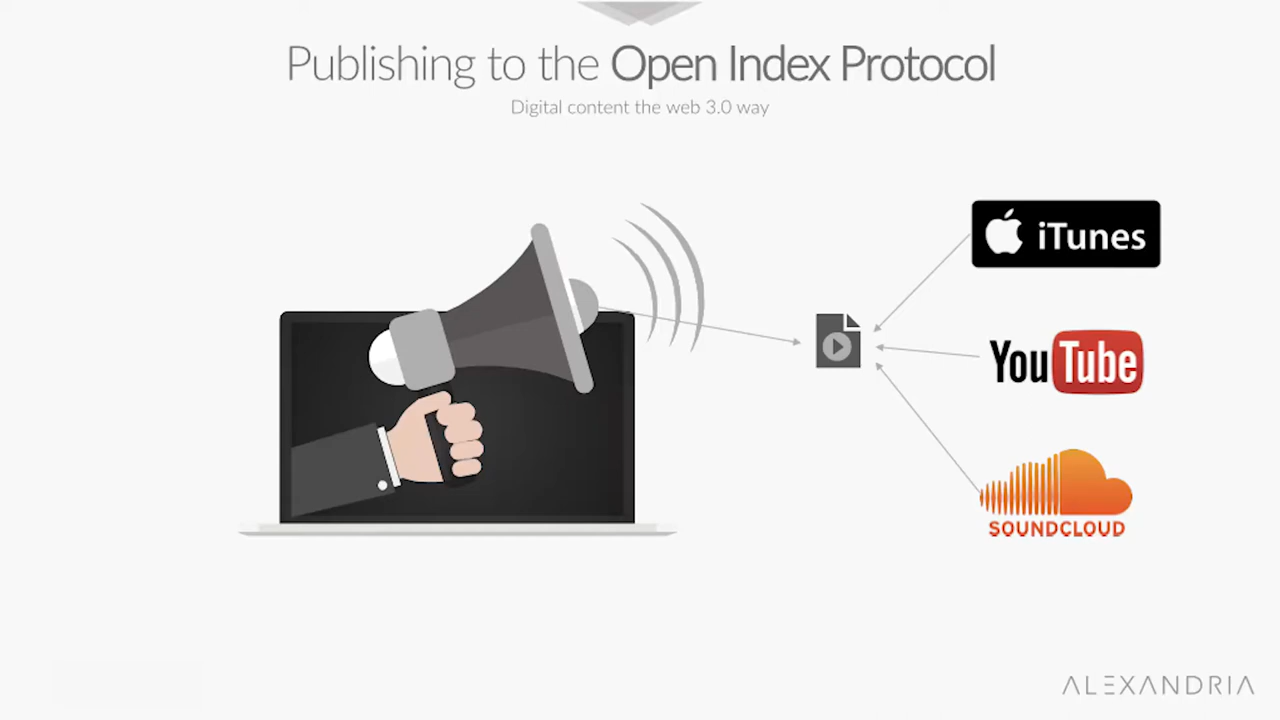 Publishing to the Open Index Protocol
Digital content the web 3.0 way
iTunes
YouTube
SOUNDCLOUD
ALEXANDRIA